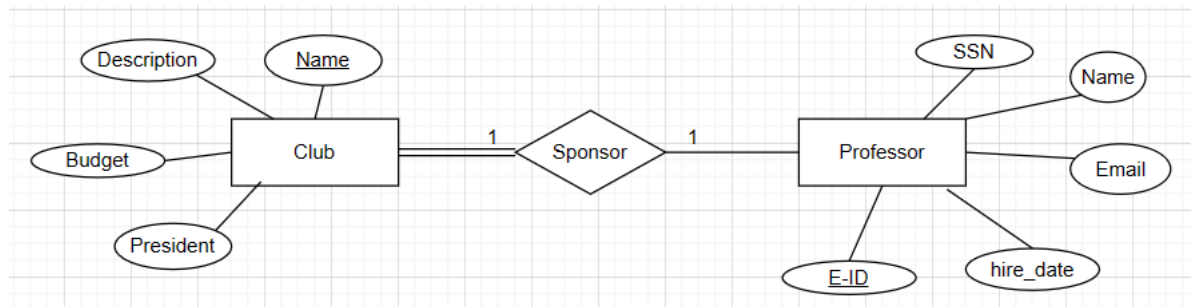 Description
Name
Budget
Club
President
1
Sponsor
1
Professor
SSN
Name
Email
hire_date
E-ID